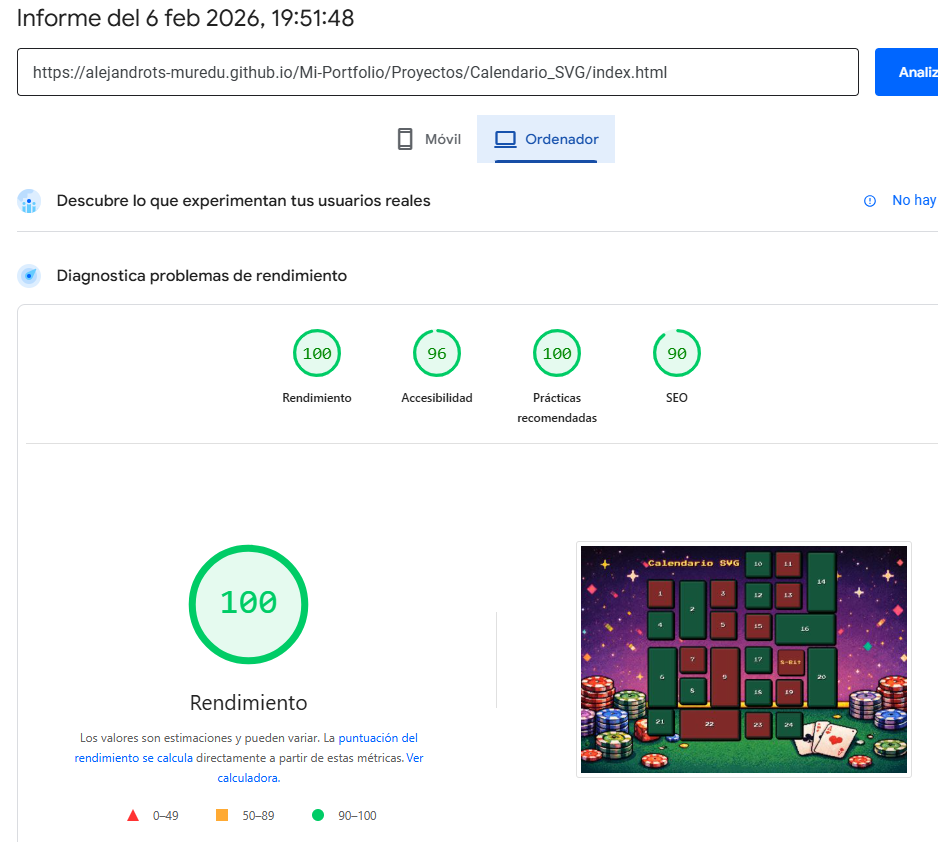 Informe del 6 feb 2026, 19:51:48
https://alejandrots-muredu.github.io/Mi-Portfolio/Proyectos/Calendario_SVG/index.html
Analiz
Móvil
Ordenador
Descubre lo que experimentan tus usuarios reales
No hay
Diagnostica problemas de rendimiento
100
96
100
90
Rendimiento
Accesibilidad
Prácticas
recomendadas
SEO
100
Calendario SVG
10
11
14
1
2
3
12
13
4
5
15
16
6
7
9
17
8-Bit
20
8
18
19
21
22
23
24
Rendimiento
Los valores son estimaciones y pueden variar. La puntuación del
rendimiento se calcula directamente a partir de estas métricas. Ver
calculadora.
0–49
50–89
90–100